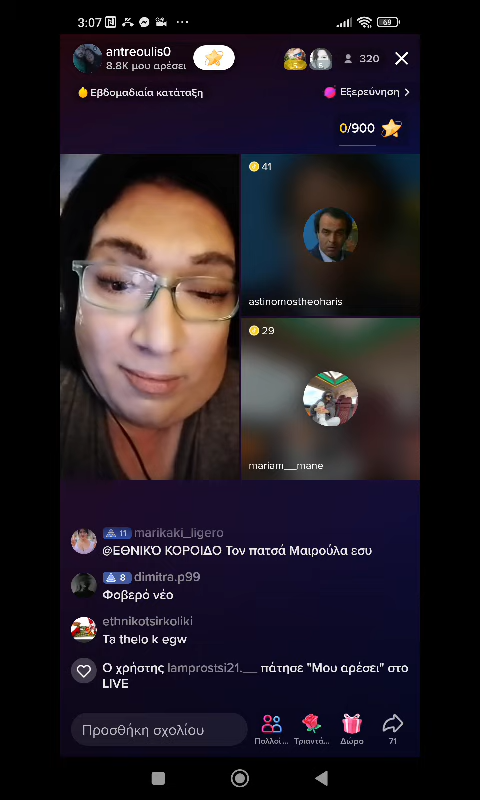 3:07
69
antreoulis0
8.8K μου αρέσει
320
Εβδομαδιαία κατάταξη
Εξερεύνηση
0/900
41
astinomostheoharis
29
mariam__mane
11 marikaki_ligero
@ΕΘΝΙΚΌ ΚΟΡΟΙΔΟ Τον πατσά Μαιρούλα εσυ
8 dimitra.p99
Φοβερό νέο
ethnikotsirkoliki
Ta thelo k egw
Ο χρήστης lamprostsi21.__ πάτησε "Μου αρέσει" στο
LIVE
Προσθήκη σχολίου
Πολλοί...
Τριαντά...
Δώρο
71